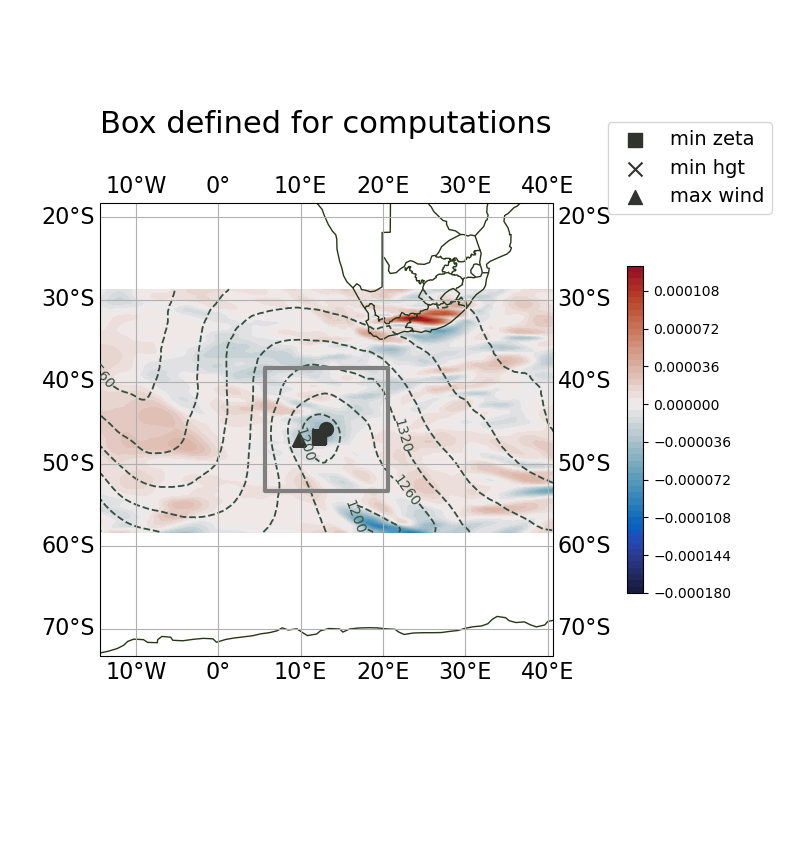 Box defined for computations
min zeta
min hgt
max wind
10°W 0° 10°E 20°E 30°E 40°E
20°S 20°S
30°S 30°S
40°S 40°S
50°S 50°S
60°S 60°S
70°S 70°S
10°W 0° 10°E 20°E 30°E 40°E
60
1200
1320
1260
0.000108
0.000072
0.000036
0.000000
−0.000036
−0.000072
−0.000108
−0.000144
−0.000180